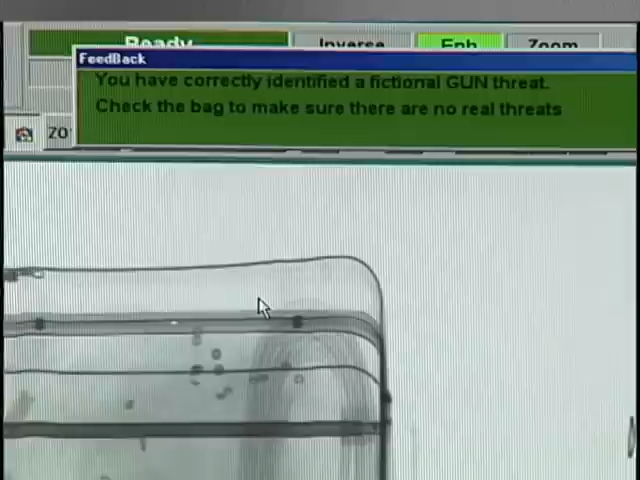 Ready
Inverse
Enh
Zoom
FeedBack
You have correctly identified a fictional GUN threat.
Check the bag to make sure there are no real threats
ZO